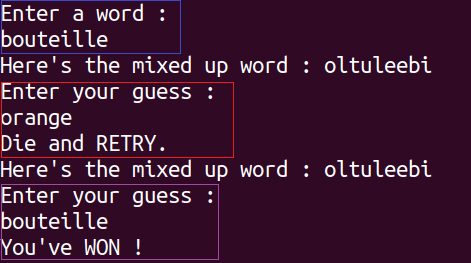 Enter a word :
bouteille
Here's the mixed up word : oltuleebi
Enter your guess :
orange
Die and RETRY.
Here's the mixed up word : oltuleebi
Enter your guess :
bouteille
You've WON !